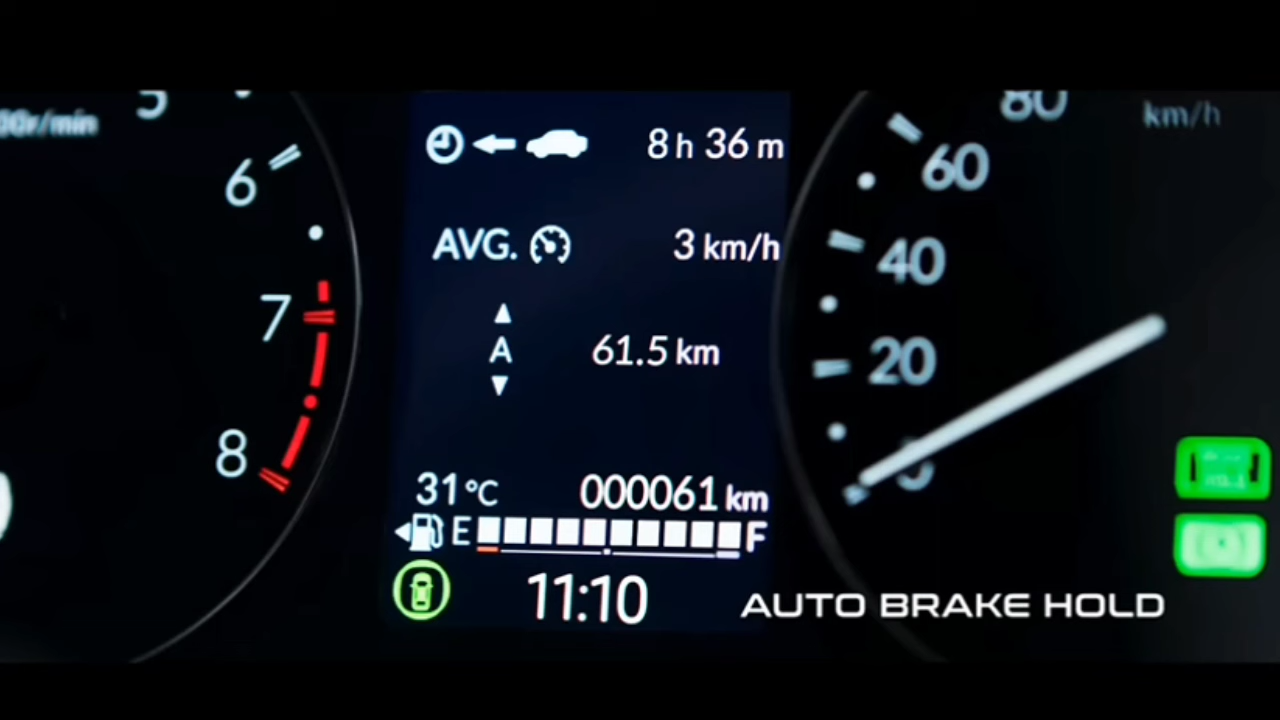 5
80
km/h
r/min
8 h 36 m
6
60
AVG. 3 km/h
40
7
A 61.5 km
20
8
0
31°C 000061 km
E F
11:10
AUTO BRAKE HOLD